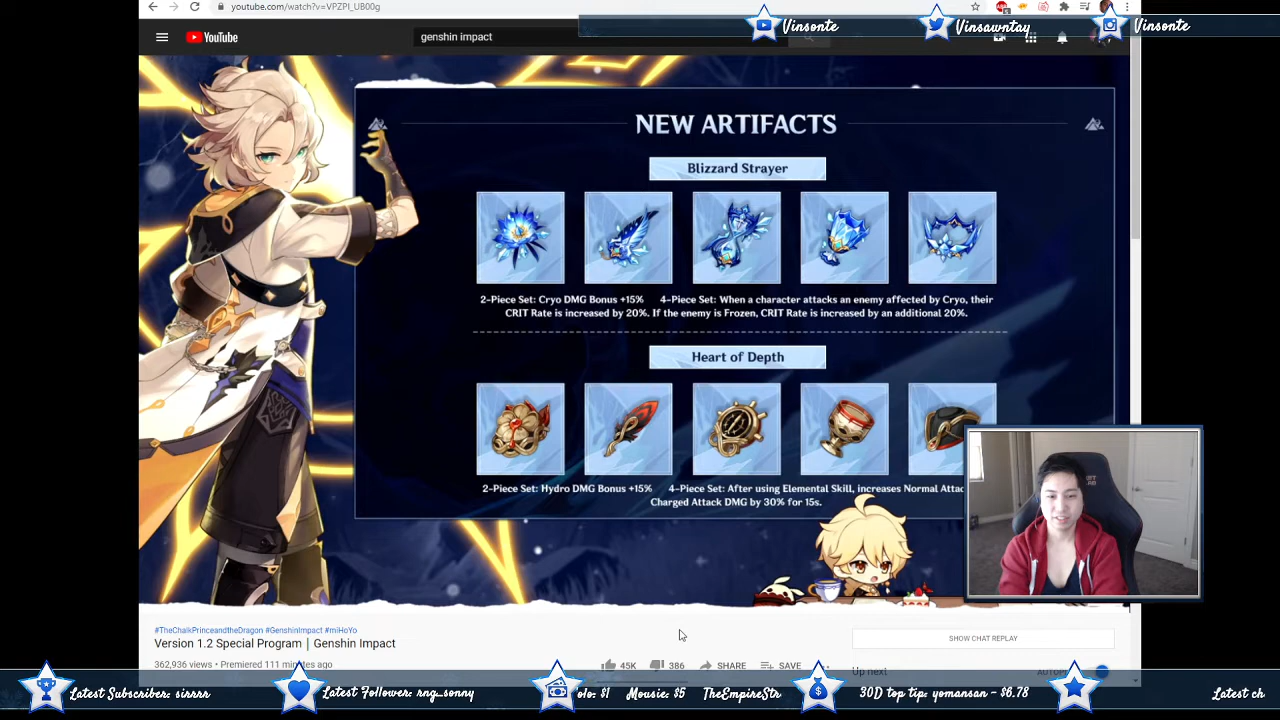 youtube.com/watch?v=VPZPI_UB00g
Vinsonte
Vinsawntay
Vinsonte
YouTube
genshin impact
NEW ARTIFACTS
Blizzard Strayer
2-Piece Set: Cryo DMG Bonus +15% 4-Piece Set: When a character attacks an enemy affected by Cryo, their
CRIT Rate is increased by 20%. If the enemy is Frozen, CRIT Rate is increased by an additional 20%.
Heart of Depth
2-Piece Set: Hydro DMG Bonus +15% 4-Piece Set: After using Elemental Skill, increases Normal Attac
Charged Attack DMG by 30% for 15s.
#TheChalkPrinceandtheDragon #GenshinImpact #miHoYo
Version 1.2 Special Program | Genshin Impact
SHOW CHAT REPLAY
362,936 views • Premiered 111 minutes ago
45K 386 SHARE SAVE
Up next
Latest Subscriber: sirrrr
Latest Follower: rng_sonny
olo: $1 Mousie: $5 TheEmpireStr
30D top tip: yomansan - $6.78
Latest ch